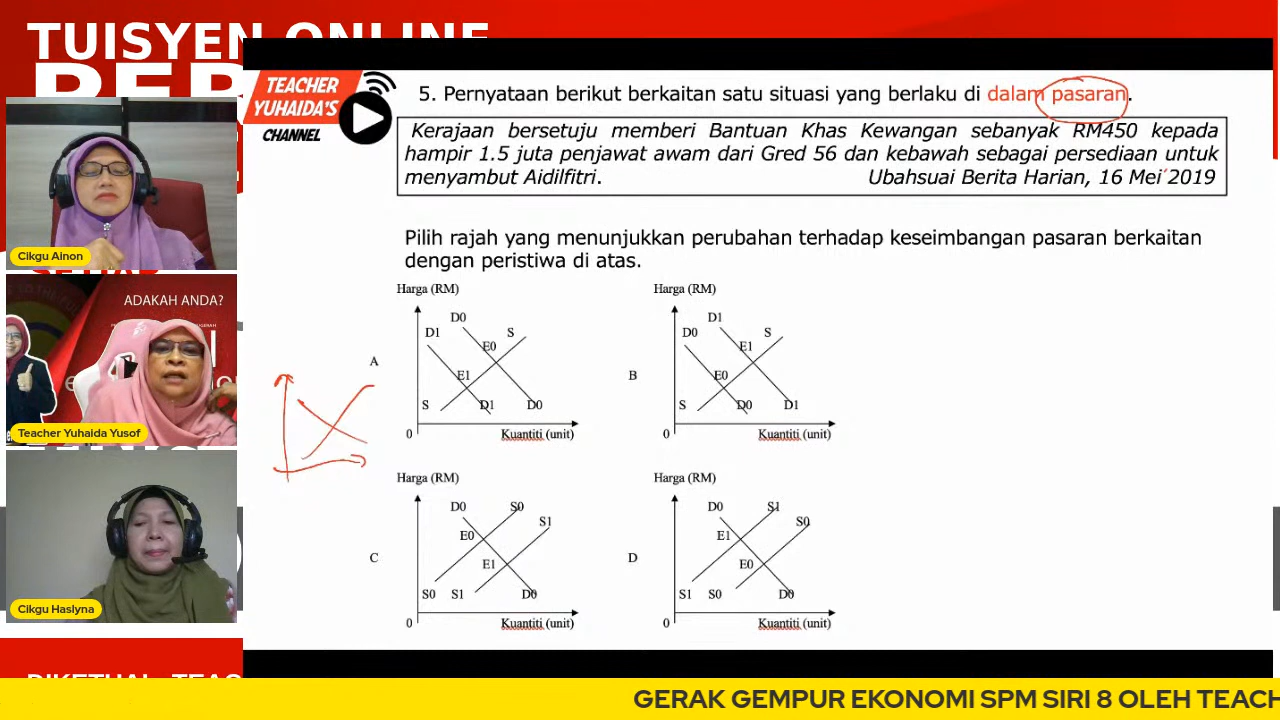 TUISYEN ONLINE
TEACHER
YUHAIDA'S
CHANNEL
5. Pernyataan berikut berkaitan satu situasi yang berlaku di dalam pasaran.
Kerajaan bersetuju memberi Bantuan Khas Kewangan sebanyak RM450 kepada
hampir 1.5 juta penjawat awam dari Gred 56 dan kebawah sebagai persediaan untuk
menyambut Aidilfitri. Ubahsuai Berita Harian, 16 Mei 2019
Pilih rajah yang menunjukkan perubahan terhadap keseimbangan pasaran berkaitan
dengan peristiwa di atas.
A
Harga (RM)
D0
D1 S
E0
E1
S D1 D0
0 Kuantiti (unit)
B
Harga (RM)
D1
D0 S
E1
E0
S D0 D1
0 Kuantiti (unit)
C
Harga (RM)
D0 S0
S1
E0
E1
S0 S1 D0
0 Kuantiti (unit)
D
Harga (RM)
D0 S1
S0
E1
E0
S1 S0 D0
0 Kuantiti (unit)
Cikgu Ainon
ADAKAH ANDA?
Teacher Yuhaida Yusof
Cikgu Haslyna
GERAK GEMPUR EKONOMI SPM SIRI 8 OLEH TEACH